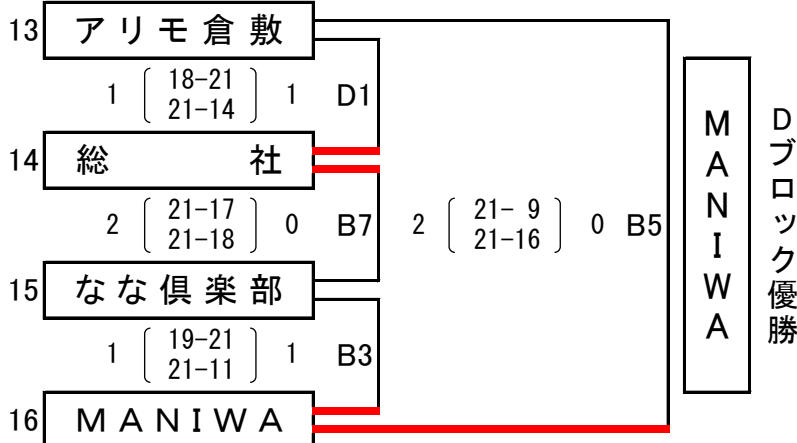 13 アリモ倉敷
1 18-21 1 D1
21-14
14 総社
2 21-17 0 B7
21-18
2 21- 9 0 B5
21-16
15 なな倶楽部
1 19-21 1 B3
21-11
16 MANIWA
MANIWA
Dブロック優勝